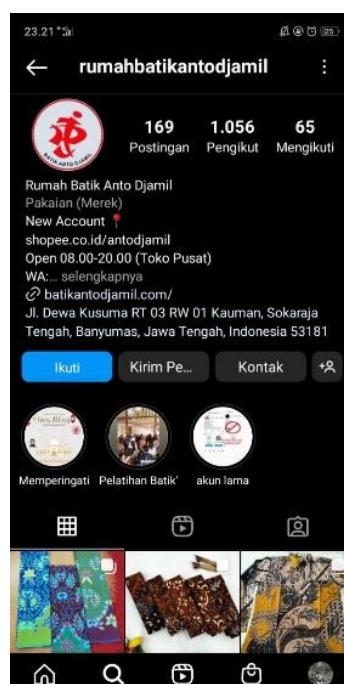 23.21
25
rumahbatikantodjamil
BATIK ANTO DJAMIL
169 1.056 65
Postingan Pengikut Mengikuti
Rumah Batik Anto Djamil
Pakaian (Merek)
New Account
shopee.co.id/antodjamil
Open 08.00-20.00 (Toko Pusat)
WA:... selengkapnya
batikantodjamil.com/
Jl. Dewa Kusuma RT 03 RW 01 Kauman, Sokaraja
Tengah, Banyumas, Jawa Tengah, Indonesia 53181
Ikuti Kirim Pe... Kontak
Memperingati Pelatihan Batik' akun lama